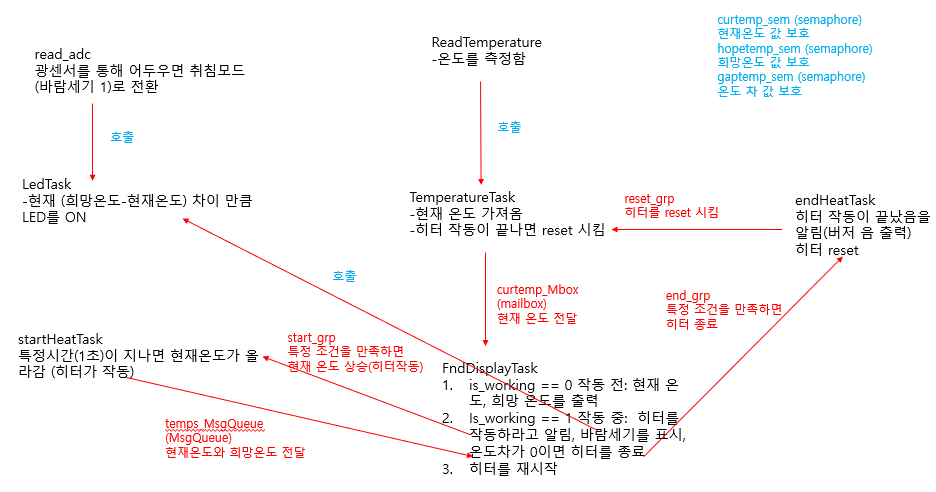 read_adc
광센서를 통해 어두우면 취침모드
(바람세기 1)로 전환
ReadTemperature
-온도를 측정함
curtemp_sem (semaphore)
현재온도 값 보호
hopetemp_sem (semaphore)
희망온도 값 보호
gaptemp_sem (semaphore)
온도 차 값 보호
호출
호출
LedTask
-현재 (희망온도-현재온도) 차이 만큼
LED를 ON
TemperatureTask
-현재 온도 가져옴
-히터 작동이 끝나면 reset 시킴
reset_grp
히터를 reset 시킴
endHeatTask
히터 작동이 끝났음을
알림(버저 음 출력)
히터 reset
호출
curtemp_Mbox
(mailbox)
현재 온도 전달
end_grp
특정 조건을 만족하면
히터 종료
startHeatTask
특정시간(1초)이 지나면 현재온도가 올
라감 (히터가 작동)
start_grp
특정 조건을 만족하면
현재 온도 상승(히터작동)
FndDisplayTask
1. is_working == 0 작동 전: 현재 온
도, 희망 온도를 출력
2. Is_working == 1 작동 중: 히터를
작동하라고 알림, 바람세기를 표시,
온도차가 0이면 히터를 종료
3. 히터를 재시작
temps_MsgQueue
(MsgQueue)
현재온도와 희망온도 전달